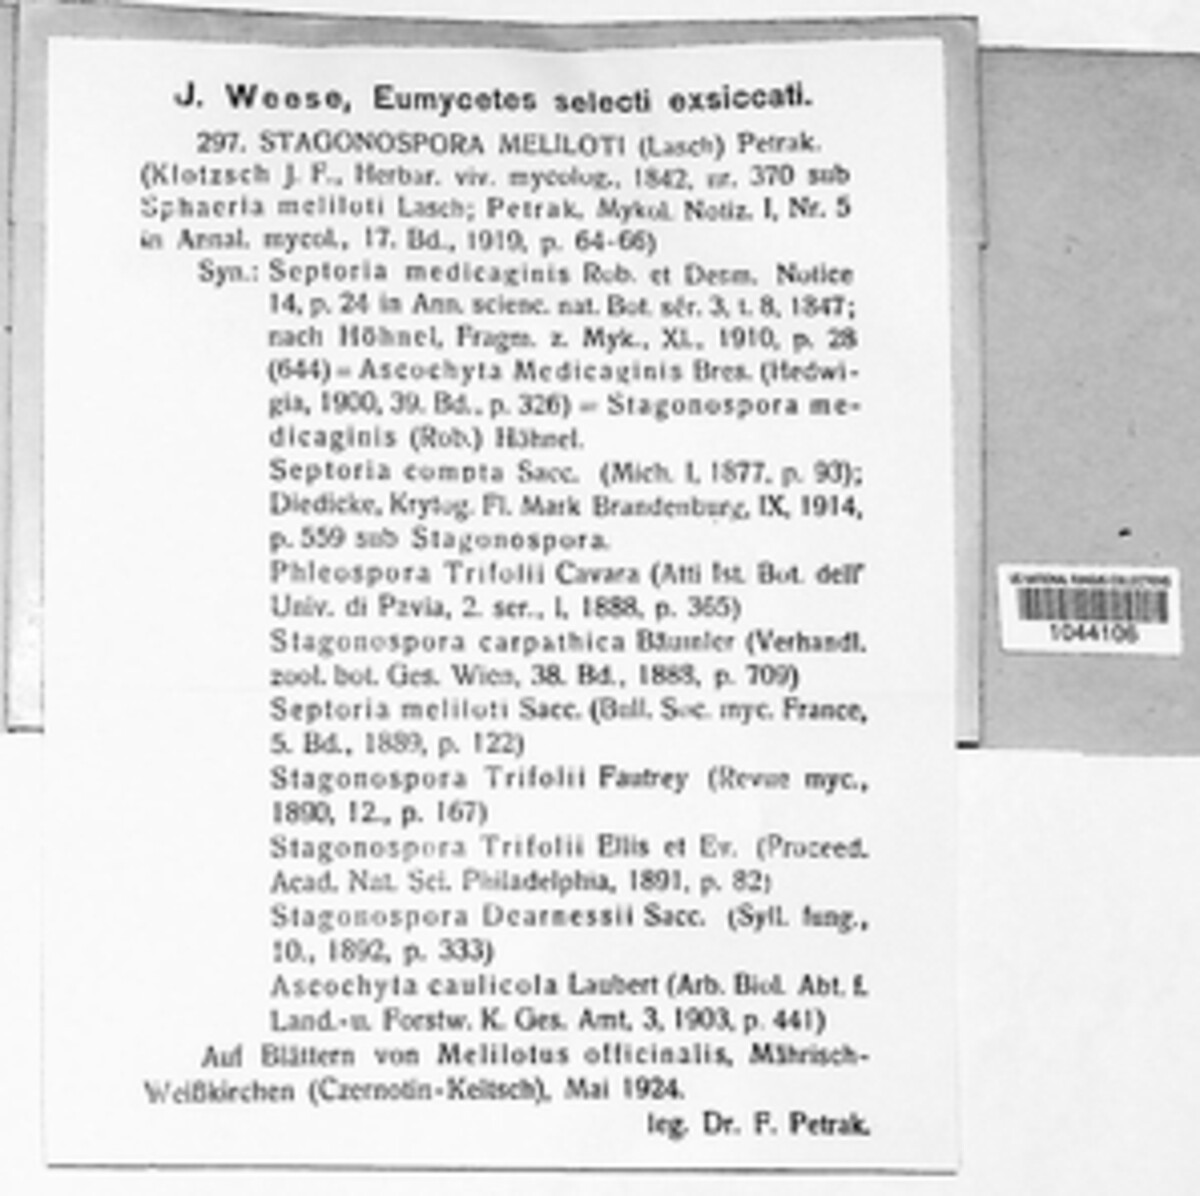 J. Weese, Eumycetes selecti exsiccati.
297. STAGONOSPORA MELILOTI (Lasch) Petrak.
(Klotzsch J. F., Herbar. viv. mycolog., 1842, nr. 370 sub
Sphaeria meliloti Lasch; Petrak, Mykol. Notiz. I, Nr. 5
in Annal. mycol., 17. Bd., 1919, p. 64-66)
Syn.: Septoria medicaginis Rob. et Desm. Notice
14, p. 24 in Ann. scienc. nat. Bot. sér. 3, t. 8, 1847;
nach Höhnel, Fragm. z. Myk., XI., 1910, p. 28
(644) = Ascochyta Medicaginis Bres. (Hedwi-
gia, 1900, 39. Bd., p. 326) = Stagonospora me-
dicaginis (Rob.) Höhnel.
Septoria compta Sacc. (Mich. I, 1877, p. 93);
Diedicke, Krytog. Fl. Mark Brandenburg, IX, 1914,
p. 559 sub Stagonospora.
Phleospora Trifolii Cavara (Atti Ist. Bot. dell'
Univ. di Pavia, 2. ser., I, 1888, p. 365)
Stagonospora carpathica Bäumler (Verhandl.
zool. bot. Ges. Wien, 38. Bd., 1888, p. 709)
Septoria meliloti Sacc. (Bull. Soc. myc. France,
5. Bd., 1889, p. 122)
Stagonospora Trifolii Fautrey (Revue myc.,
1890, 12., p. 167)
Stagonospora Trifolii Ellis et Ev. (Proceed.
Acad. Nat. Sci. Philadelphia, 1891, p. 82)
Stagonospora Dearnessii Sacc. (Syll. fung.,
10., 1892, p. 333)
Ascochyta caulicola Laubert (Arb. Biol. Abt. f.
Land.-u. Forstw. K. Ges. Amt, 3, 1903, p. 441)
Auf Blättern von Melilotus officinalis, Mährisch-
Weißkirchen (Czernotin-Keltsch), Mai 1924.
leg. Dr. F. Petrak.
US NATIONAL FUNGUS COLLECTIONS
1044106